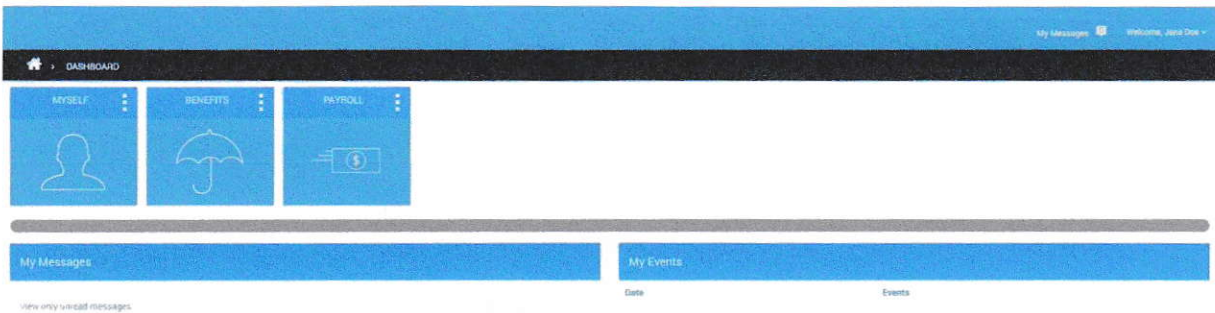 My Messages Welcome, Jane Doe
> DASHBOARD
MYSELF BENEFITS PAYROLL
$
My Messages My Events
Date Events
View only unread messages